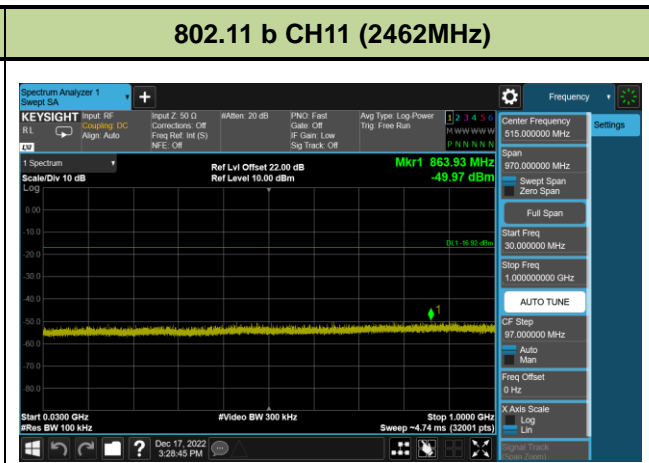 802.11 b CH11 (2462MHz)
Spectrum Analyzer 1
Swept SA
Frequency
KEYSIGHT
Input: RF
Input Z: 50 Ω
#Atten: 20 dB
PNO: Fast
Avg Type: Log-Power
1 2 3 4 5 6
R L
Coupling: DC
Corrections: Off
Gate: Off
Trig: Free Run
M W W W W W
Align: Auto
Freq Ref: Int (S)
IF Gain: Low
P N N N N N
NFE: Off
Sig Track: Off
Center Frequency
515.000000 MHz
Settings
1 Spectrum
Ref Lvl Offset 22.00 dB
Mkr1 863.93 MHz
Scale/Div 10 dB
Ref Level 10.00 dBm
-49.97 dBm
Log
Span
970.000000 MHz
Swept Span
Zero Span
Full Span
0.00
-10.0
DL1 -16.92 dBm
-20.0
-30.0
-40.0
1
-50.0
-60.0
-70.0
-80.0
Start Freq
30.000000 MHz
Stop Freq
1.000000000 GHz
AUTO TUNE
CF Step
97.000000 MHz
Auto
Man
Freq Offset
0 Hz
X Axis Scale
Log
Lin
Signal Track
(Span Zoom)
Start 0.0300 GHz
#Video BW 300 kHz
Stop 1.0000 GHz
#Res BW 100 kHz
Sweep ~4.74 ms (32001 pts)
Dec 17, 2022
3:28:45 PM